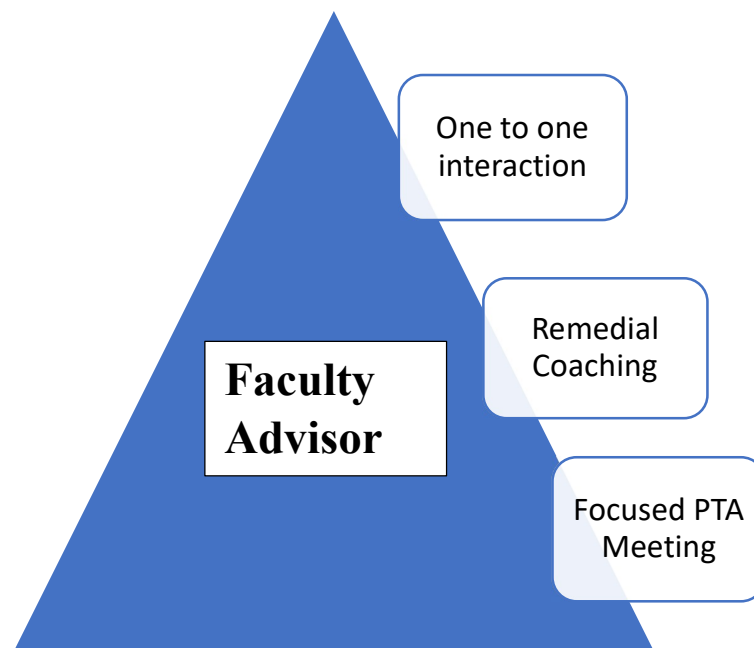 One to one
interaction
Remedial
Coaching
Faculty
Advisor
Focused PTA
Meeting